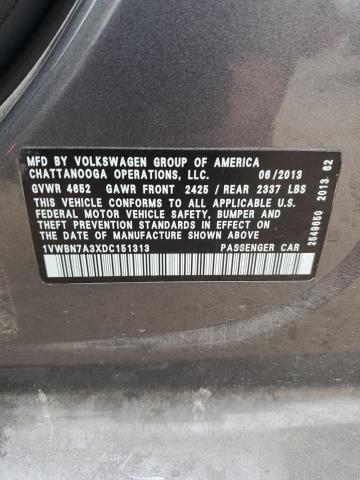 MFD BY VOLKSWAGEN GROUP OF AMERICA
CHATTANOOGA OPERATIONS, LLC. 06/2013
GVWR 4652 GAWR FRONT 2425 / REAR 2337 LBS
THIS VEHICLE CONFORMS TO ALL APPLICABLE U.S.
FEDERAL MOTOR VEHICLE SAFETY, BUMPER AND
THEFT PREVENTION STANDARDS IN EFFECT ON
THE DATE OF MANUFACTURE SHOWN ABOVE.
1VWBN7A3XDC151313 PASSENGER CAR
2549650 2013 62